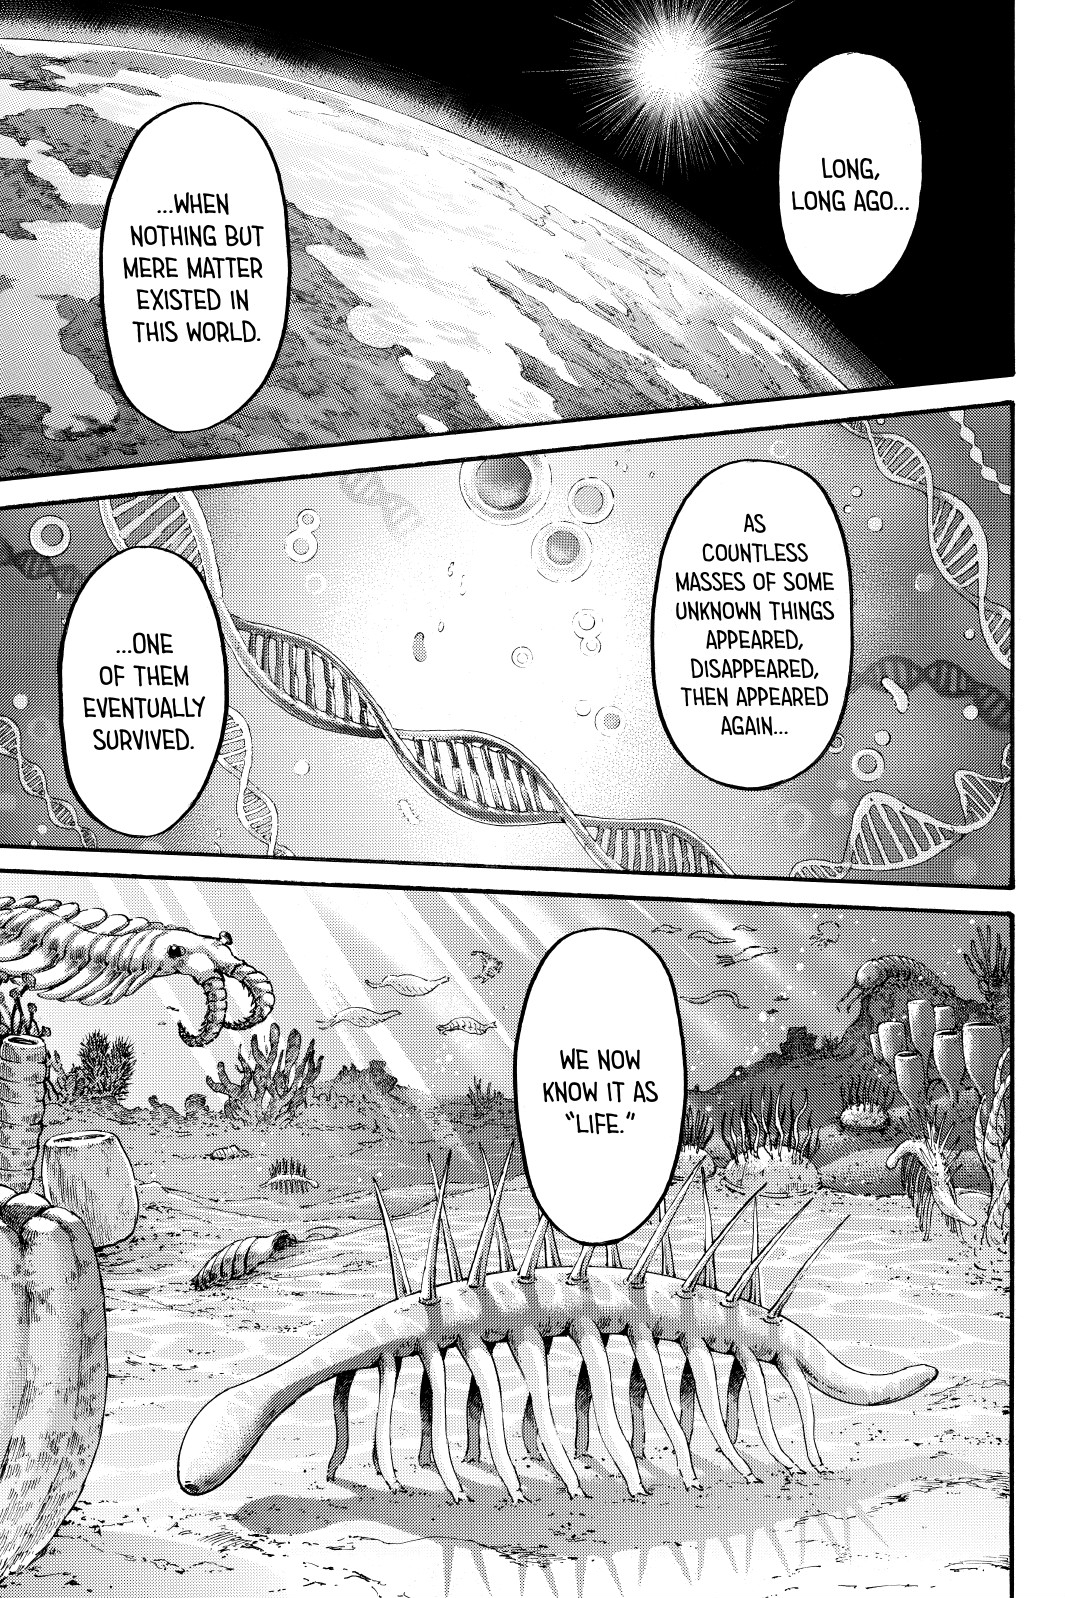 LONG,
LONG AGO...
...WHEN
NOTHING BUT
MERE MATTER
EXISTED IN
THIS WORLD.
AS
COUNTLESS
MASSES OF SOME
UNKNOWN THINGS
APPEARED,
DISAPPEARED,
THEN APPEARED
AGAIN...
...ONE
OF THEM
EVENTUALLY
SURVIVED.
WE NOW
KNOW IT AS
“LIFE.”